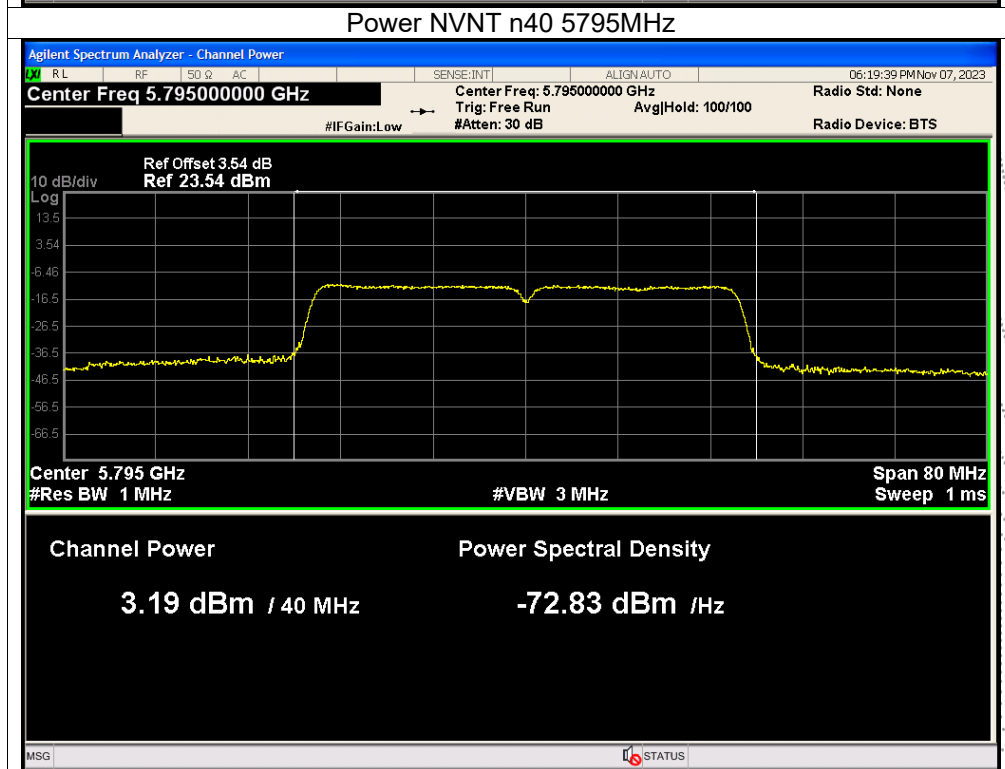 Power NVNT n40 5795MHz
Agilent Spectrum Analyzer - Channel Power
LXI RL RF 50 Ω AC SENSE:INT ALIGN AUTO 06:19:39 PM Nov 07, 2023
Center Freq 5.795000000 GHz Center Freq: 5.795000000 GHz Radio Std: None
Trig: Free Run Avg|Hold: 100/100
#IFGain:Low #Atten: 30 dB Radio Device: BTS
Ref Offset 3.54 dB
10 dB/div Ref 23.54 dBm
Log
13.5
3.54
-6.46
-16.5
-26.5
-36.5
-46.5
-56.5
-66.5
Center 5.795 GHz Span 80 MHz
#Res BW 1 MHz #VBW 3 MHz Sweep 1 ms
Channel Power Power Spectral Density
3.19 dBm / 40 MHz -72.83 dBm /Hz
MSG STATUS